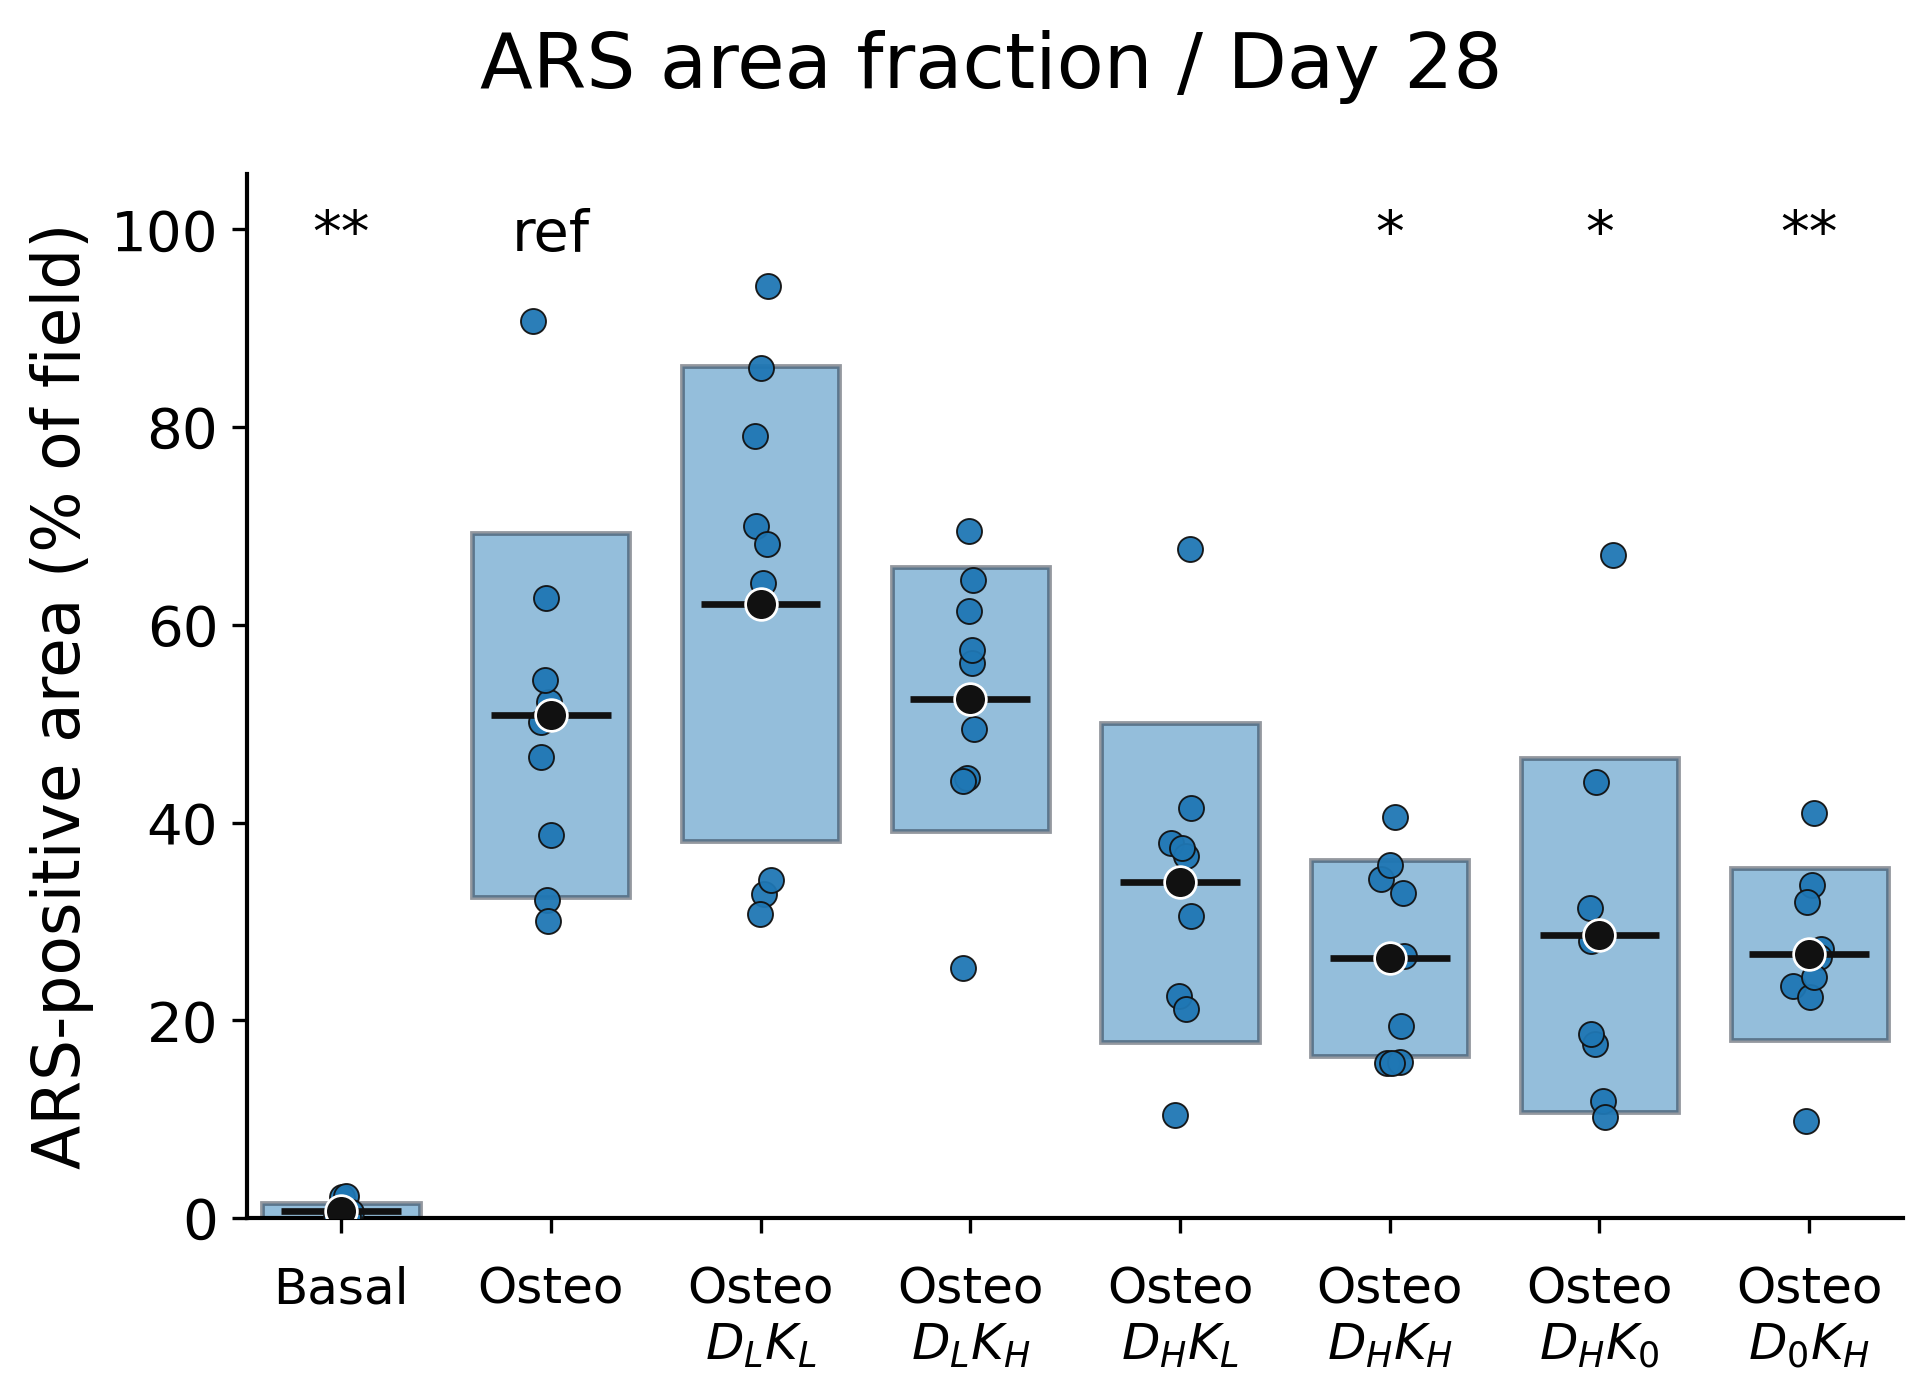 ARS area fraction / Day 28
ARS-positive area (% of field)
100
80
60
40
20
0
** ref * * **
Basal Osteo Osteo Osteo Osteo Osteo Osteo Osteo
D_L K_L D_L K_H D_H K_L D_H K_H D_H K_0 D_0 K_H